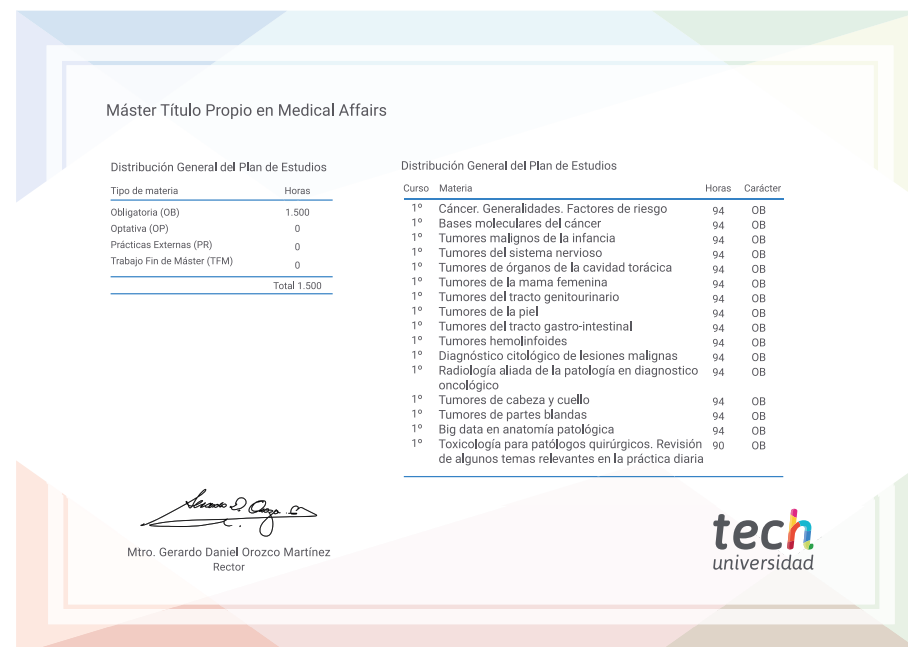 Máster Título Propio en Medical Affairs
Distribución General del Plan de Estudios
Tipo de materia Horas
Obligatoria (OB) 1.500
Optativa (OP) 0
Prácticas Externas (PR) 0
Trabajo Fin de Máster (TFM) 0
Total 1.500
Distribución General del Plan de Estudios
Curso Materia Horas Carácter
1º Cáncer. Generalidades. Factores de riesgo 94 OB
1º Bases moleculares del cáncer 94 OB
1º Tumores malignos de la infancia 94 OB
1º Tumores del sistema nervioso 94 OB
1º Tumores de órganos de la cavidad torácica 94 OB
1º Tumores de la mama femenina 94 OB
1º Tumores del tracto genitourinario 94 OB
1º Tumores de la piel 94 OB
1º Tumores del tracto gastro-intestinal 94 OB
1º Tumores hemolinfoides 94 OB
1º Diagnóstico citológico de lesiones malignas 94 OB
1º Radiología aliada de la patología en diagnostico 94 OB
oncológico
1º Tumores de cabeza y cuello 94 OB
1º Tumores de partes blandas 94 OB
1º Big data en anatomía patológica 94 OB
1º Toxicología para patólogos quirúrgicos. Revisión 90 OB
de algunos temas relevantes en la práctica diaria
Mtro. Gerardo Daniel Orozco Martínez
Rector
tech
universidad